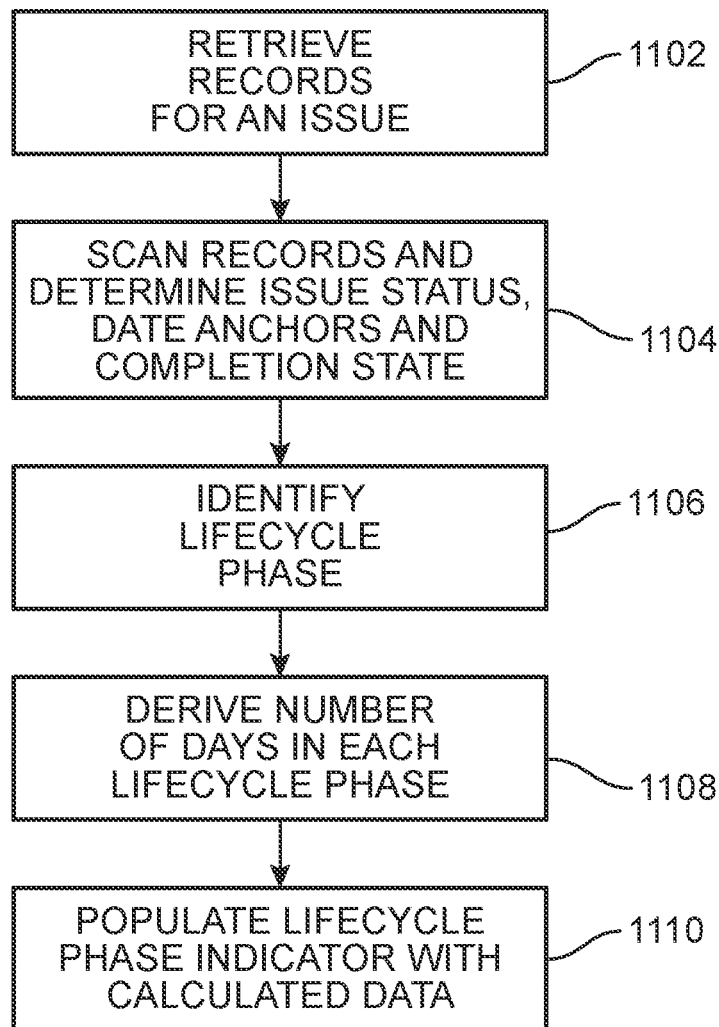 RETRIEVE
RECORDS
FOR AN ISSUE
1102
SCAN RECORDS AND
DETERMINE ISSUE STATUS,
DATE ANCHORS AND
COMPLETION STATE
1104
IDENTIFY
LIFECYCLE
PHASE
1106
DERIVE NUMBER
OF DAYS IN EACH
LIFECYCLE PHASE
1108
POPULATE LIFECYCLE
PHASE INDICATOR WITH
CALCULATED DATA
1110